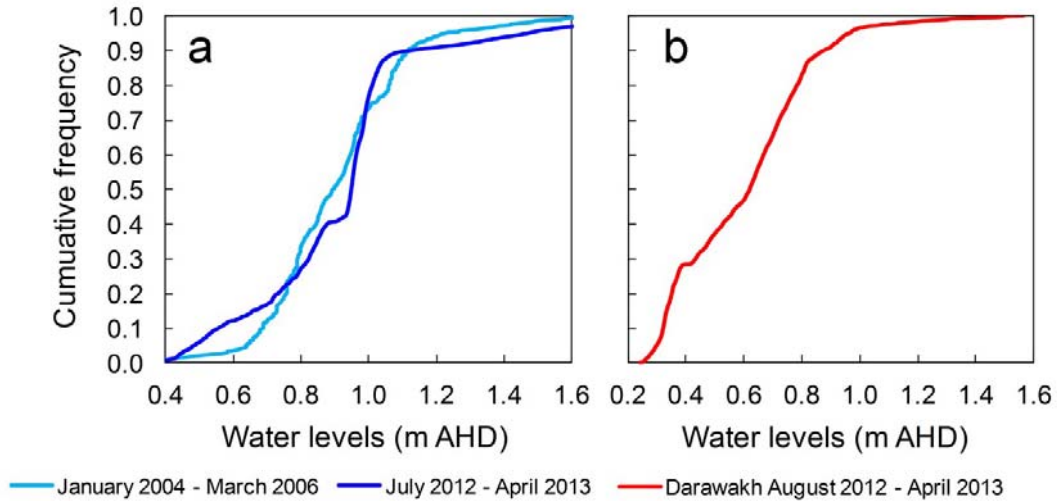 a
b
Cumuative frequency
1.0
0.9
0.8
0.7
0.6
0.5
0.4
0.3
0.2
0.1
0.0
0.4 0.6 0.8 1.0 1.2 1.4 1.6
0.2 0.4 0.6 0.8 1.0 1.2 1.4 1.6
Water levels (m AHD)
Water levels (m AHD)
January 2004 - March 2006
July 2012 - April 2013
Darawakh August 2012 - April 2013